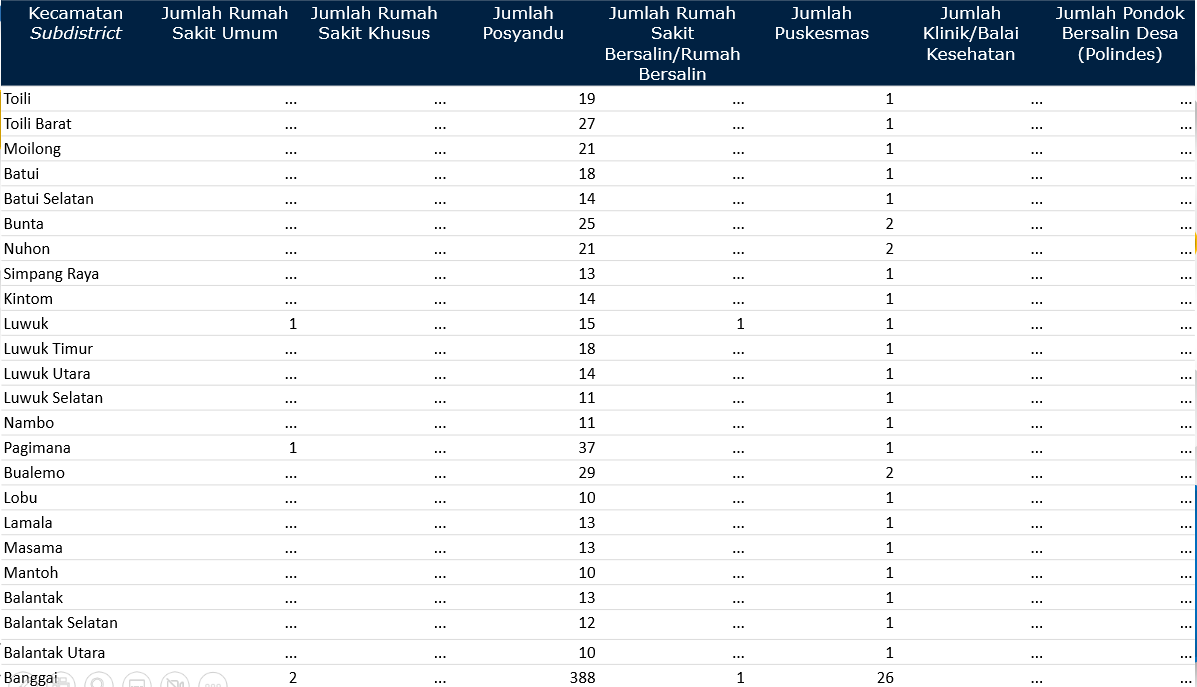 Kecamatan Subdistrict Jumlah Rumah Sakit Umum Jumlah Rumah Sakit Khusus Jumlah Posyandu Jumlah Rumah Sakit Bersalin/Rumah Bersalin Jumlah Puskesmas Jumlah Klinik/Balai Kesehatan Jumlah Pondok Bersalin Desa (Polindes)
Toili ... ... 19 ... 1 ... ...
Toili Barat ... ... 27 ... 1 ... ...
Moilong ... ... 21 ... 1 ... ...
Batui ... ... 18 ... 1 ... ...
Batui Selatan ... ... 14 ... 1 ... ...
Bunta ... ... 25 ... 2 ... ...
Nuhon ... ... 21 ... 2 ... ...
Simpang Raya ... ... 13 ... 1 ... ...
Kintom ... ... 14 ... 1 ... ...
Luwuk 1 ... 15 1 1 ... ...
Luwuk Timur ... ... 18 ... 1 ... ...
Luwuk Utara ... ... 14 ... 1 ... ...
Luwuk Selatan ... ... 11 ... 1 ... ...
Nambo ... ... 11 ... 1 ... ...
Pagimana 1 ... 37 ... 1 ... ...
Bualemo ... ... 29 ... 2 ... ...
Lobu ... ... 10 ... 1 ... ...
Lamala ... ... 13 ... 1 ... ...
Masama ... ... 13 ... 1 ... ...
Mantoh ... ... 10 ... 1 ... ...
Balantak ... ... 13 ... 1 ... ...
Balantak Selatan ... ... 12 ... 1 ... ...
Balantak Utara ... ... 10 ... 1 ... ...
Banggai 2 ... 388 1 26 ... ...